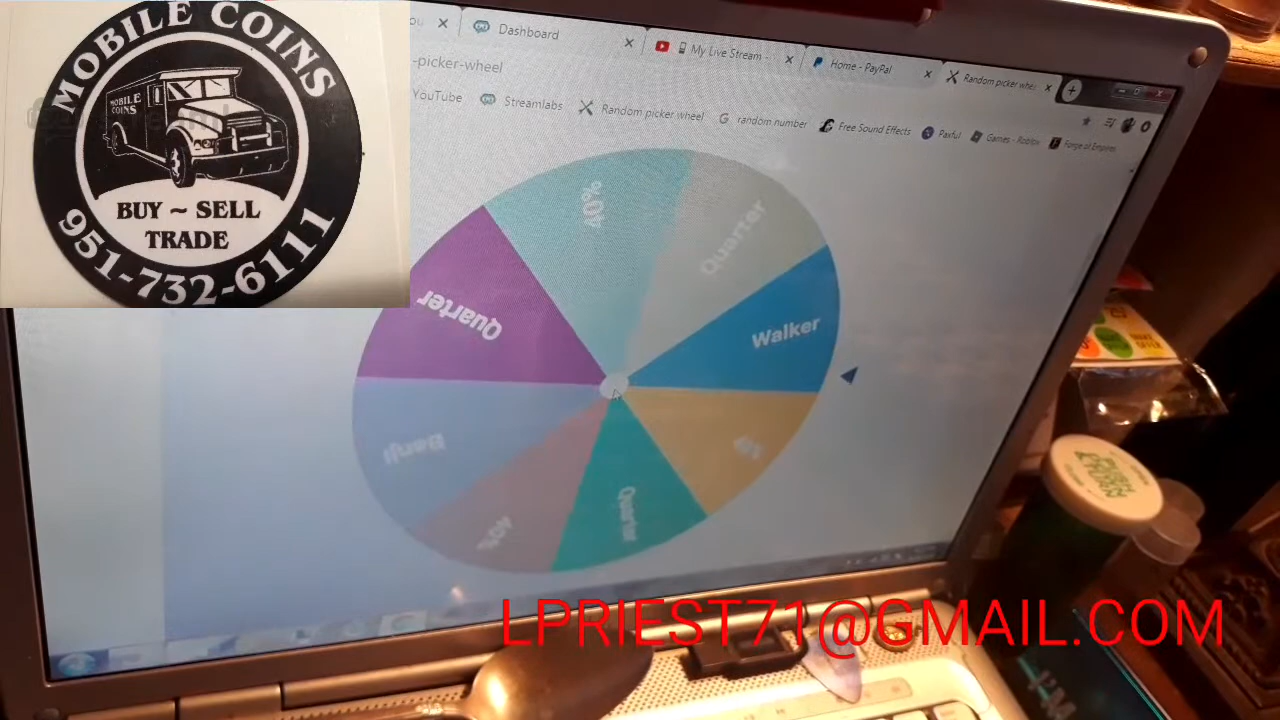 MOBILE COINS
MOBILE
COINS
BUY ~ SELL
TRADE
951-732-6111
Dashboard
My Live Stream -
Home - PayPal
Random picker whe
-picker-wheel
YouTube
Streamlabs
Random picker wheel
random number
Free Sound Effects
Paxful
Games - Roblox
Forge of Empires
40%
Quarter
Walker
Quarter
Benji
40%
Quarter
LPRIEST71@GMAIL.COM